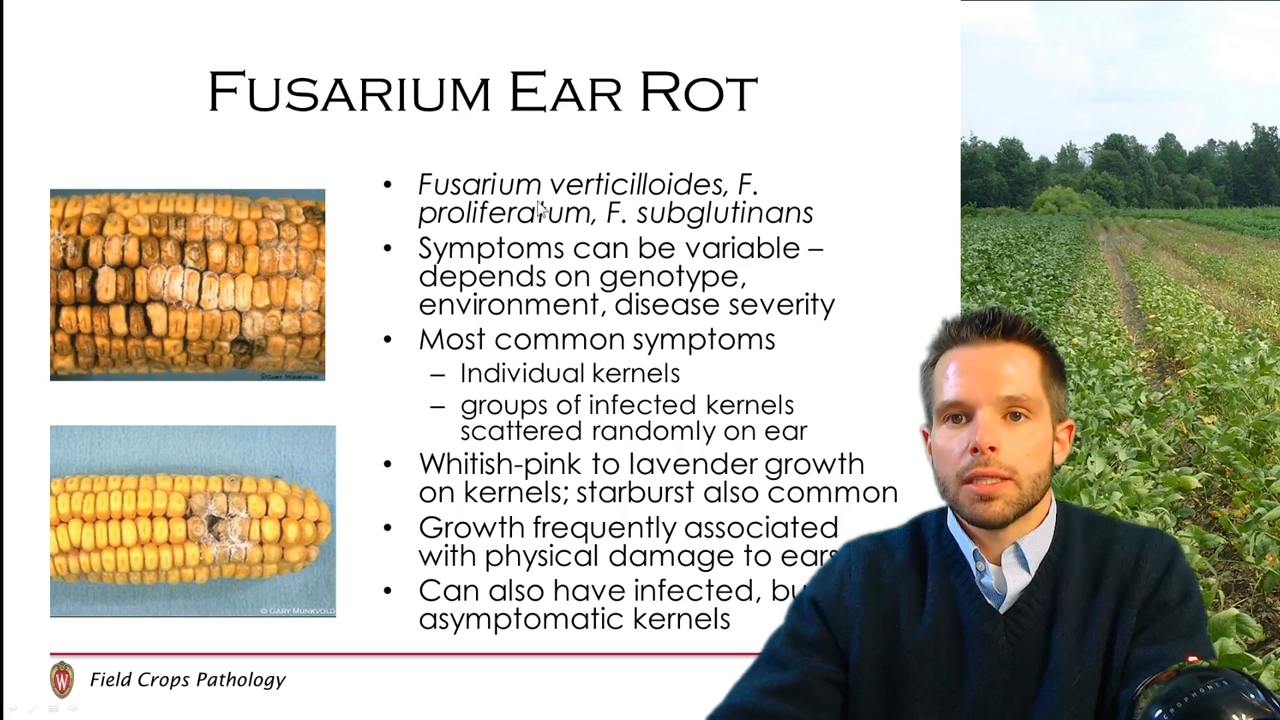 FUSARIUM EAR ROT
• Fusarium verticilloides, F.
proliferatum, F. subglutinans
• Symptoms can be variable –
depends on genotype,
environment, disease severity
• Most common symptoms
– Individual kernels
– groups of infected kernels
scattered randomly on ear
• Whitish-pink to lavender growth
on kernels; starburst also common
• Growth frequently associated
with physical damage to ears
• Can also have infected, bu
asymptomatic kernels
© GARY MUNKVOLD
© GARY MUNKVOLD
W
Field Crops Pathology